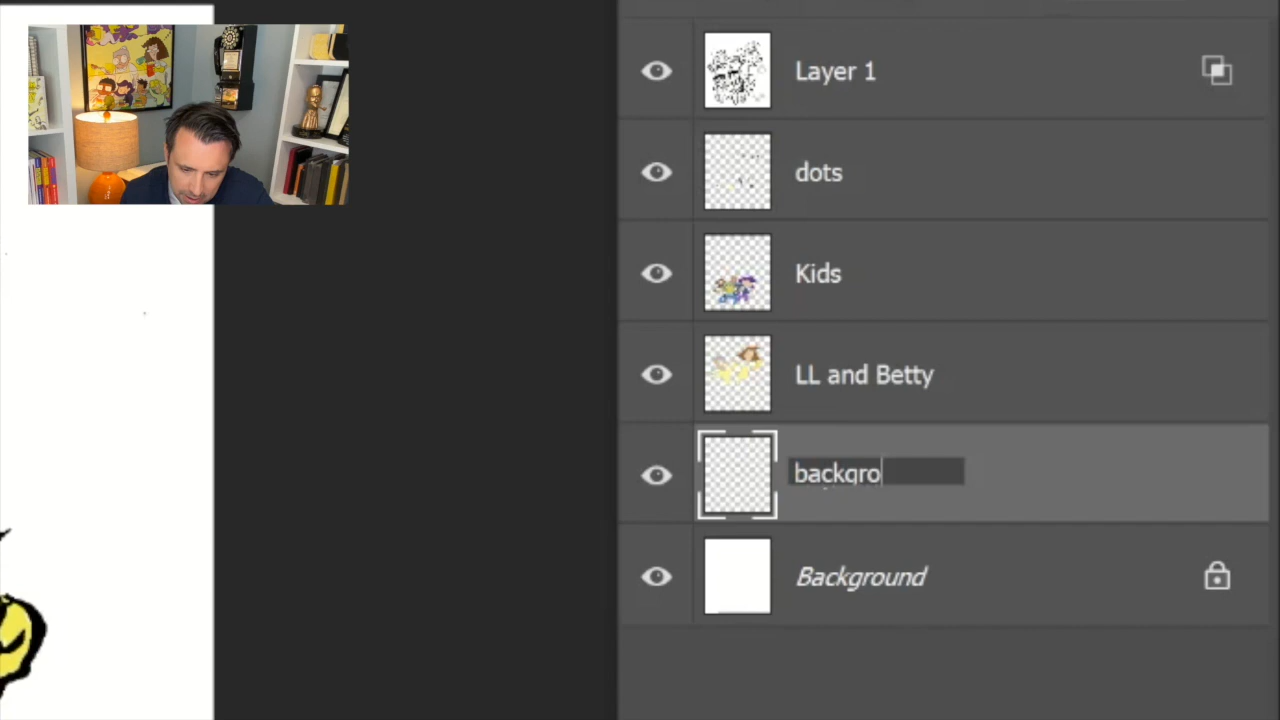 Layer 1
dots
Kids
LL and Betty
backgro
Background